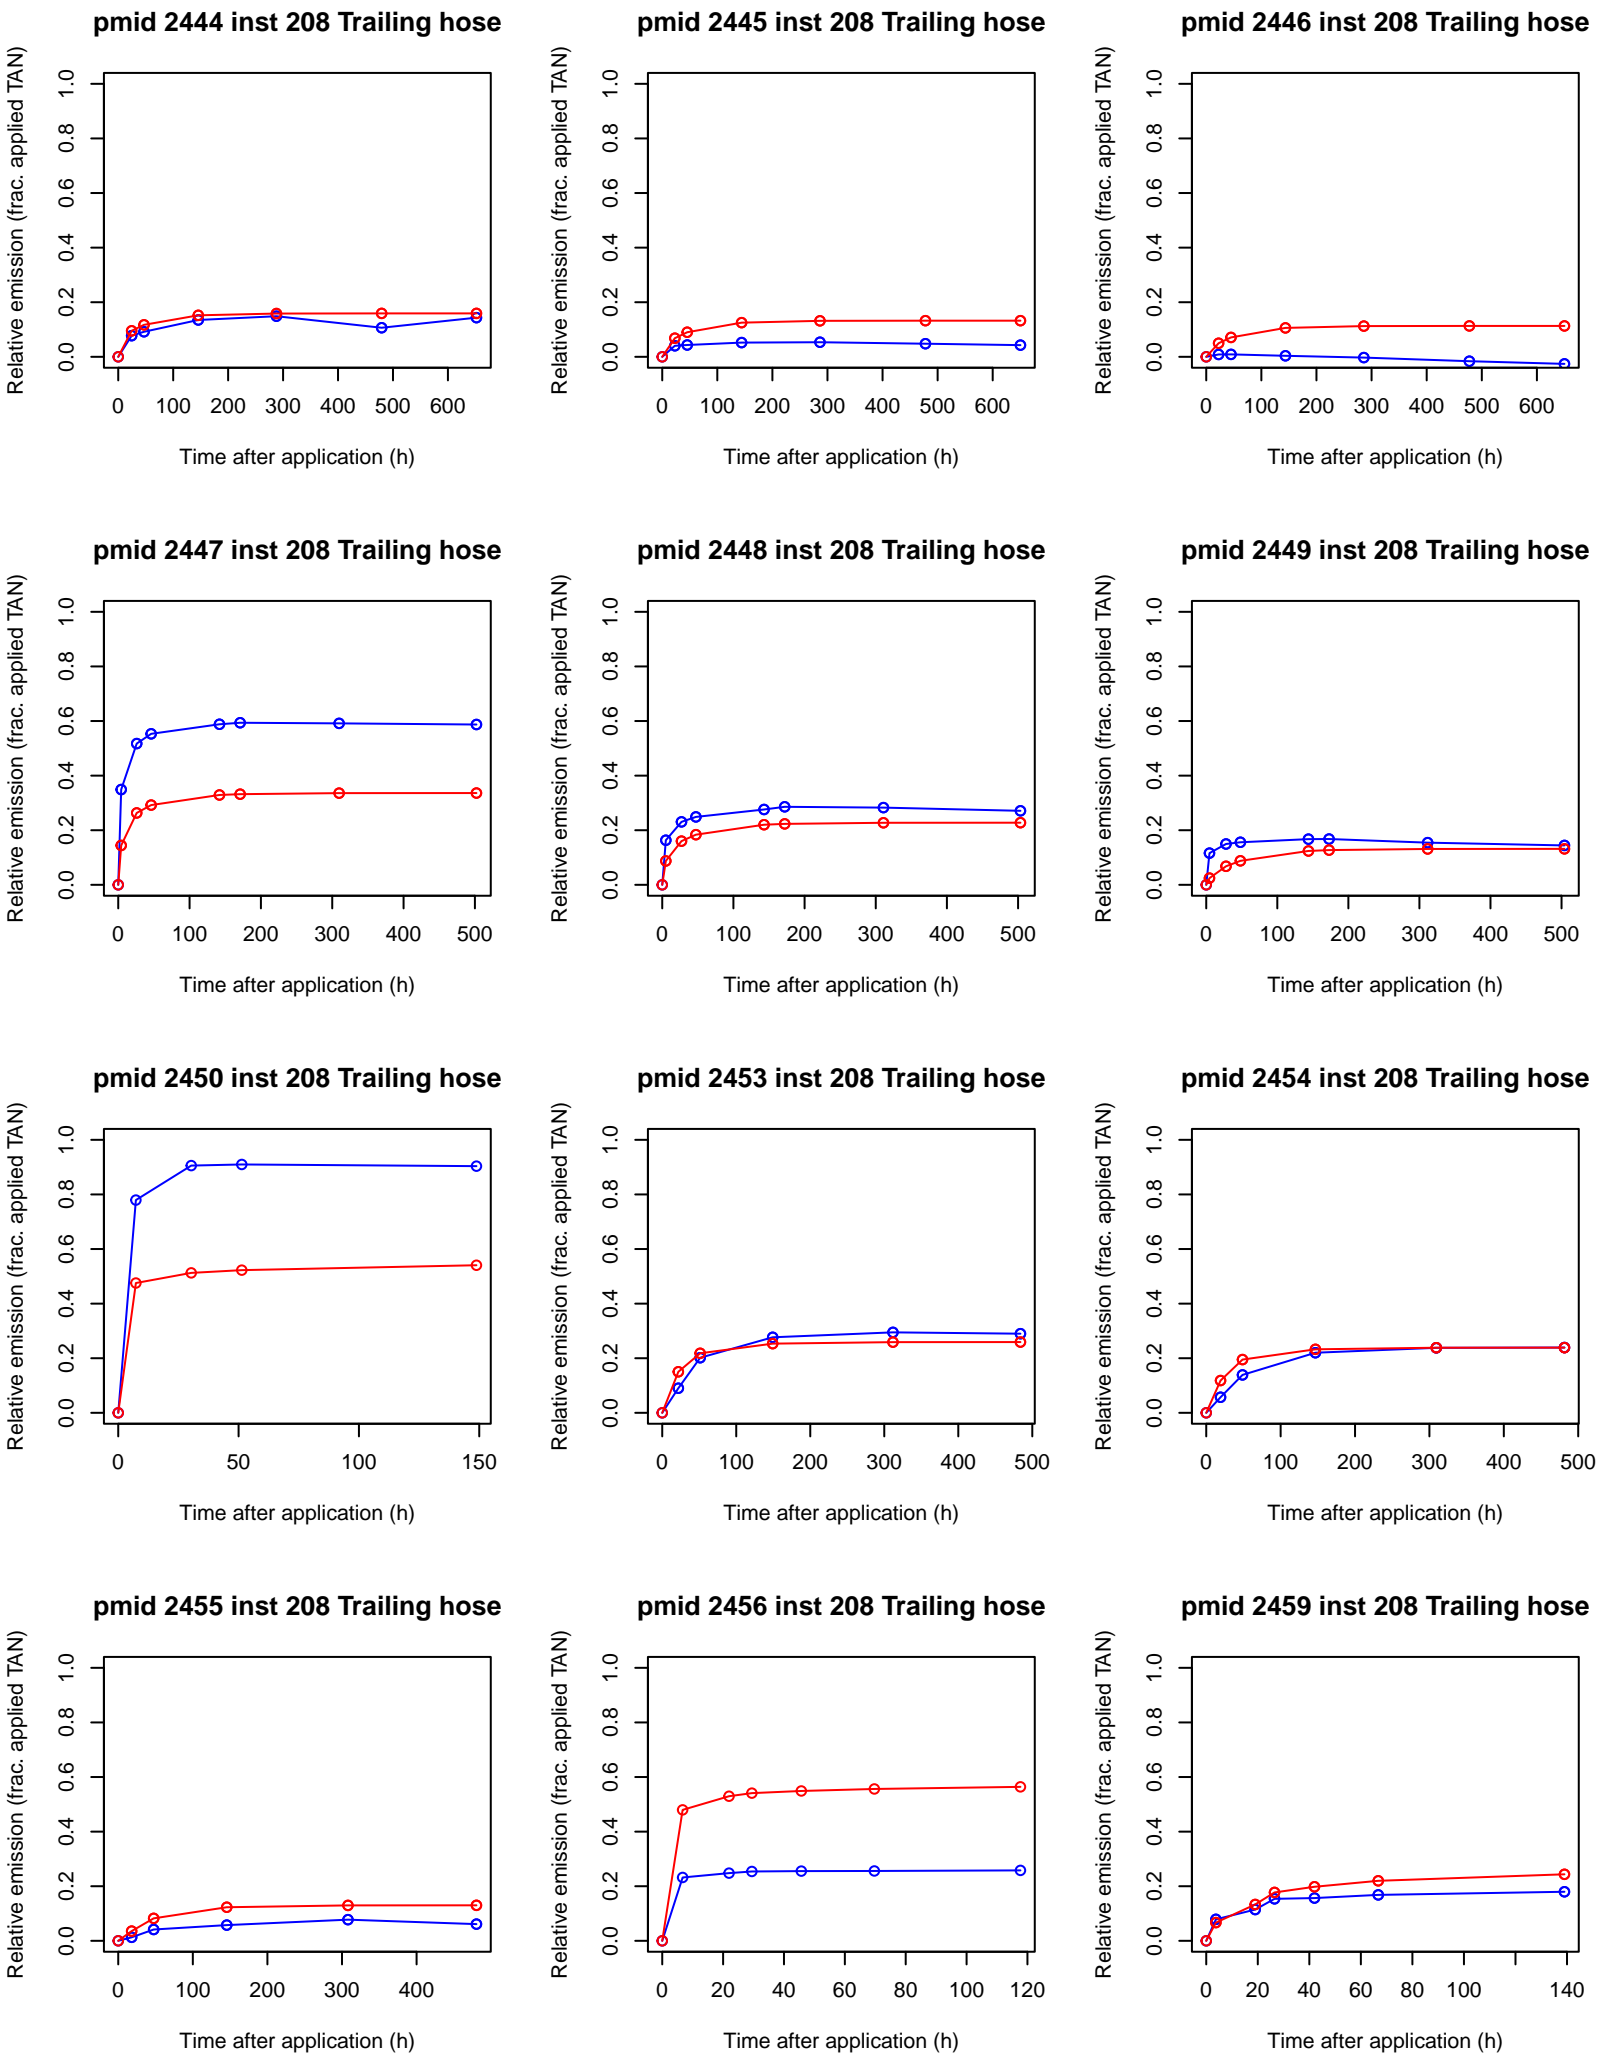 pmid 2444 inst 208 Trailing hose
Relative emission (frac. applied TAN)
0.0 0.2 0.4 0.6 0.8 1.0
0 100 200 300 400 500 600
Time after application (h)
pmid 2445 inst 208 Trailing hose
Relative emission (frac. applied TAN)
0.0 0.2 0.4 0.6 0.8 1.0
0 100 200 300 400 500 600
Time after application (h)
pmid 2446 inst 208 Trailing hose
Relative emission (frac. applied TAN)
0.0 0.2 0.4 0.6 0.8 1.0
0 100 200 300 400 500 600
Time after application (h)
pmid 2447 inst 208 Trailing hose
Relative emission (frac. applied TAN)
0.0 0.2 0.4 0.6 0.8 1.0
0 100 200 300 400 500
Time after application (h)
pmid 2448 inst 208 Trailing hose
Relative emission (frac. applied TAN)
0.0 0.2 0.4 0.6 0.8 1.0
0 100 200 300 400 500
Time after application (h)
pmid 2449 inst 208 Trailing hose
Relative emission (frac. applied TAN)
0.0 0.2 0.4 0.6 0.8 1.0
0 100 200 300 400 500
Time after application (h)
pmid 2450 inst 208 Trailing hose
Relative emission (frac. applied TAN)
0.0 0.2 0.4 0.6 0.8 1.0
0 50 100 150
Time after application (h)
pmid 2453 inst 208 Trailing hose
Relative emission (frac. applied TAN)
0.0 0.2 0.4 0.6 0.8 1.0
0 100 200 300 400 500
Time after application (h)
pmid 2454 inst 208 Trailing hose
Relative emission (frac. applied TAN)
0.0 0.2 0.4 0.6 0.8 1.0
0 100 200 300 400 500
Time after application (h)
pmid 2455 inst 208 Trailing hose
Relative emission (frac. applied TAN)
0.0 0.2 0.4 0.6 0.8 1.0
0 100 200 300 400
Time after application (h)
pmid 2456 inst 208 Trailing hose
Relative emission (frac. applied TAN)
0.0 0.2 0.4 0.6 0.8 1.0
0 20 40 60 80 100 120
Time after application (h)
pmid 2459 inst 208 Trailing hose
Relative emission (frac. applied TAN)
0.0 0.2 0.4 0.6 0.8 1.0
0 20 40 60 80 100 140
Time after application (h)